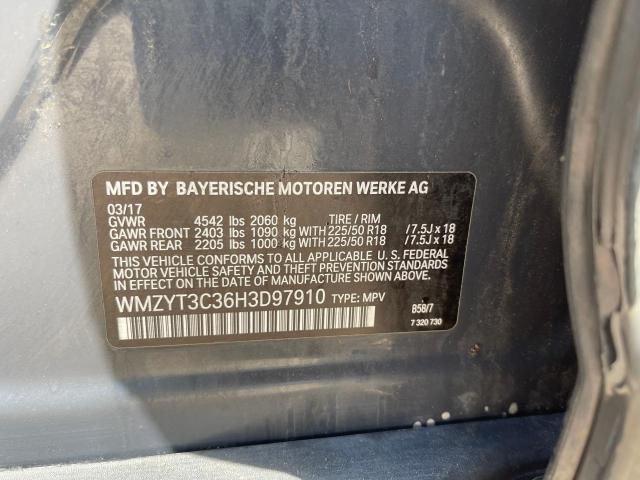 MFD BY BAYERISCHE MOTOREN WERKE AG
03/17
GVWR 4542 lbs 2060 kg TIRE / RIM
GAWR FRONT 2403 lbs 1090 kg WITH 225/50 R18 / 7.5J x 18
GAWR REAR 2205 lbs 1000 kg WITH 225/50 R18 / 7.5J x 18
THIS VEHICLE CONFORMS TO ALL APPLICABLE U. S. FEDERAL
MOTOR VEHICLE SAFETY, BUMPER, AND THEFT PREVENTION STANDARDS
IN EFFECT ON THE DATE OF MANUFACTURE SHOWN ABOVE.
WMZYT3C36H3D97910 TYPE: MPV
B58/7
7 320 730